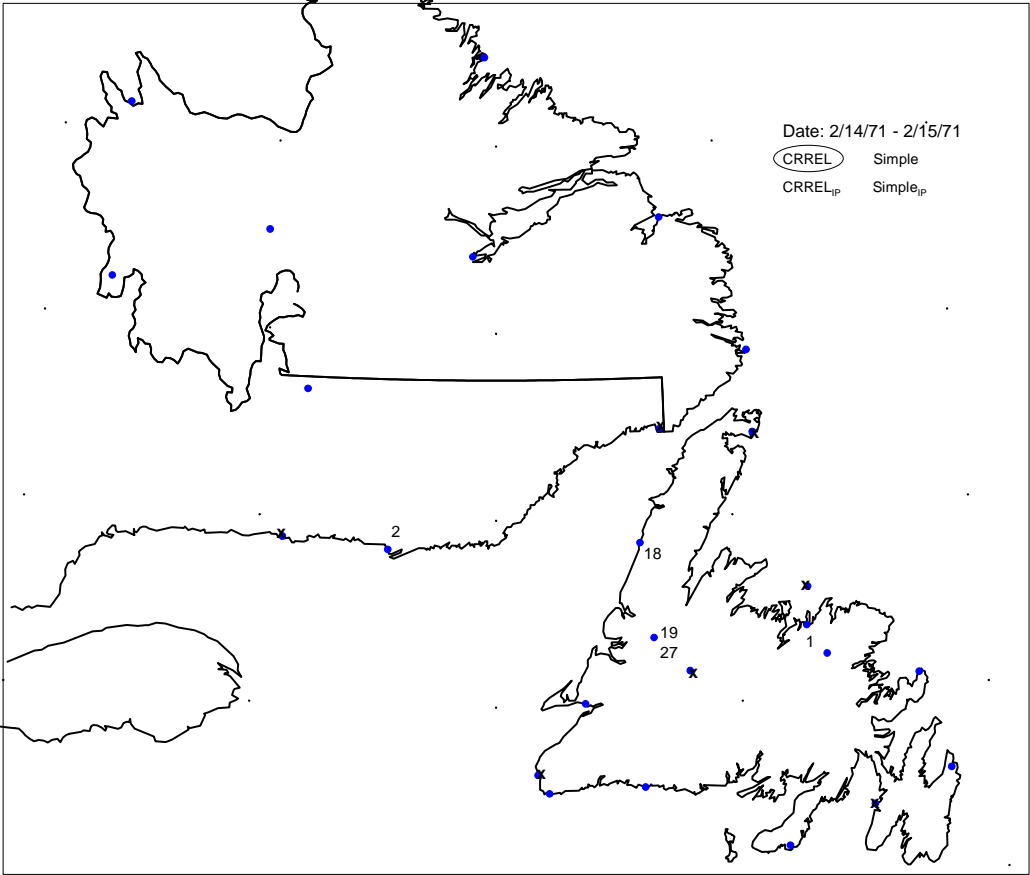 Date: 2/14/71 - 2/15/71
CRREL Simple
CRREL_IP Simple_IP
x
x
x
2
18
x
19
1
27
x
x
x